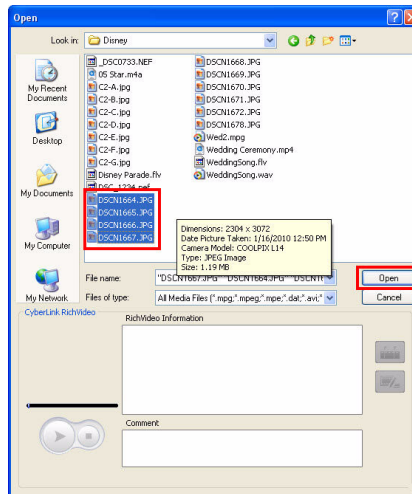 Open
Look in:
Disney
My Recent
Documents
Desktop
My Documents
My Computer
My Network
_DSC0733.NEF
05 Star.m4a
C2-A.jpg
C2-B.jpg
C2-C.jpg
C2-D.jpg
C2-E.jpg
C2-F.jpg
C2-G.jpg
Disney Parade.flv
DSC_1234.nef
DSCN1664.JPG
DSCN1665.JPG
DSCN1666.JPG
DSCN1667.JPG
DSCN1668.JPG
DSCN1669.JPG
DSCN1670.JPG
DSCN1671.JPG
DSCN1672.JPG
DSCN1678.JPG
Wed2.mpg
Wedding Ceremony.mp4
WeddingSong.flv
WeddingSong.wav
Dimensions: 2304 x 3072
Date Picture Taken: 1/16/2010 12:50 PM
Camera Model: COOLPIX L14
Type: JPEG Image
Size: 1.19 MB
File name:
"DSCN1667.JPG" "DSCN1664.JPG" "DSCN1
Open
Files of type:
All Media Files (*.mpg;*.mpeg;*.mpe;*.dat;*.avi;*
Cancel
CyberLink RichVideo
RichVideo Information
Comment